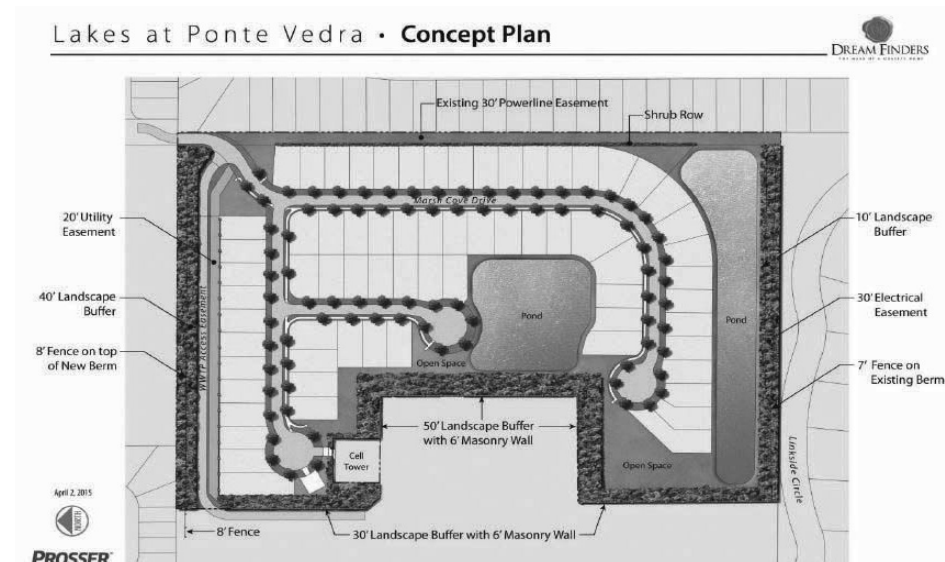 Lakes at Ponte Vedra • Concept Plan
DREAM FINDERS
Existing 30' Powerline Easement
Shrub Row
Marsh Cove Drive
20' Utility
Easement
40' Landscape
Buffer
8' Fence on top
of New Berm
WWTP Access Easement
Pond
Pond
Open Space
10' Landscape
Buffer
30' Electrical
Easement
7' Fence on
Existing Berm
50' Landscape Buffer
with 6' Masonry Wall
Cell
Tower
Open Space
Linkside Circle
April 2, 2015
NORTH
8' Fence
30' Landscape Buffer with 6' Masonry Wall
PROSSER